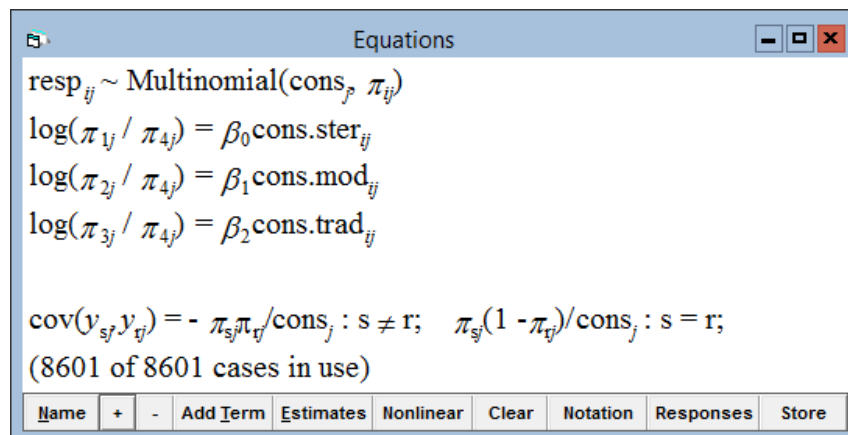 Equations
resp_ij ~ Multinomial(cons_j, π_ij)
log(π_1j / π_4j) = β_0cons.ster_ij
log(π_2j / π_4j) = β_1cons.mod_ij
log(π_3j / π_4j) = β_2cons.trad_ij
cov(y_sj, y_rj) = - π_sjπ_rj/cons_j : s ≠ r; π_sj(1 -π_rj)/cons_j : s = r;
(8601 of 8601 cases in use)
Name + - Add Term Estimates Nonlinear Clear Notation Responses Store